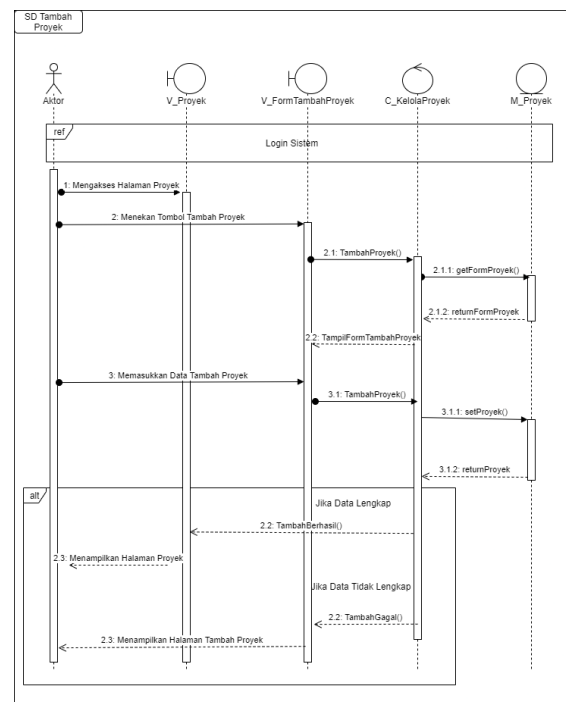 SD Tambah
Proyek
Aktor
V_Proyek
V_FormTambahProyek
C_KelolaProyek
M_Proyek
ref
Login Sistem
1: Mengakses Halaman Proyek
2: Menekan Tombol Tambah Proyek
2.1: TambahProyek()
2.1.1: getFormProyek()
2.1.2: returnFormProyek
2.2: TampilFormTambahProyek
3: Memasukkan Data Tambah Proyek
3.1: TambahProyek()
3.1.1: setProyek()
3.1.2: returnProyek
alt
Jika Data Lengkap
2.2: TambahBerhasil()
2.3: Menampilkan Halaman Proyek
Jika Data Tidak Lengkap
2.2: TambahGagal()
2.3: Menampilkan Halaman Tambah Proyek